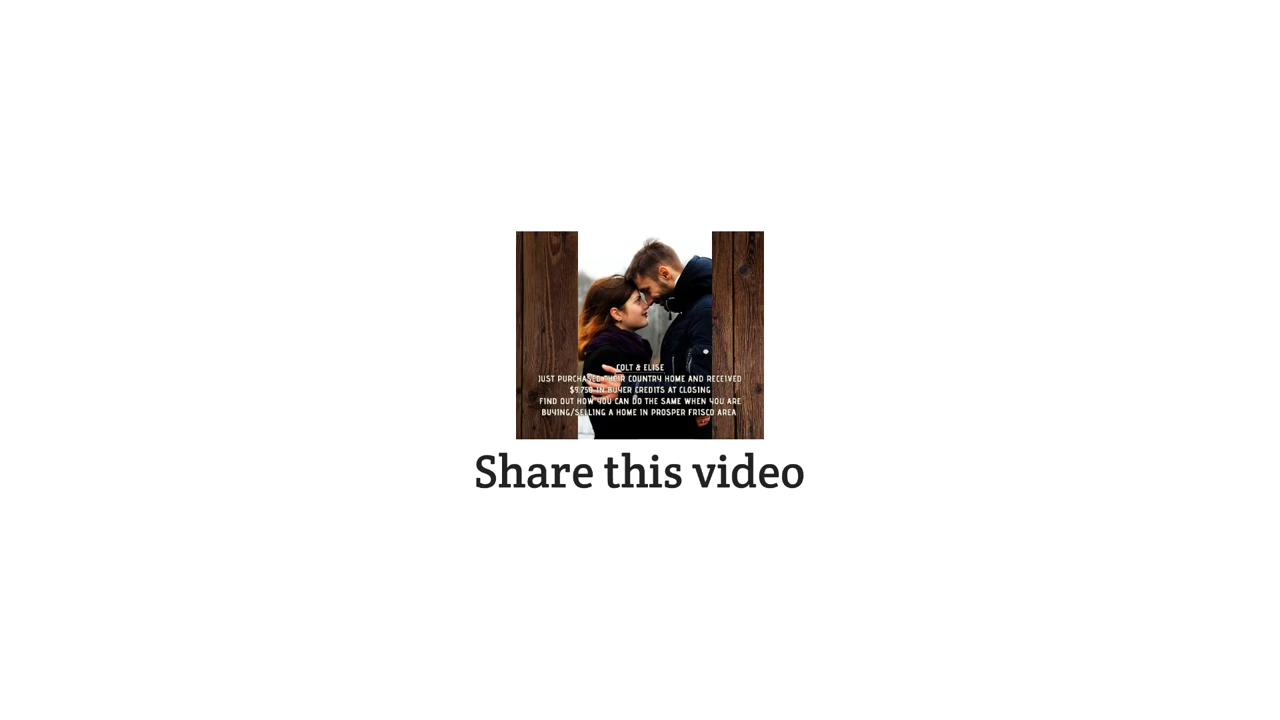 COLT & ELISE
JUST PURCHASED THEIR COUNTRY HOME AND RECEIVED
$9,750 IN BUYER CREDITS AT CLOSING
FIND OUT HOW YOU CAN DO THE SAME WHEN YOU ARE
BUYING/SELLING A HOME IN PROSPER FRISCO AREA
Share this video